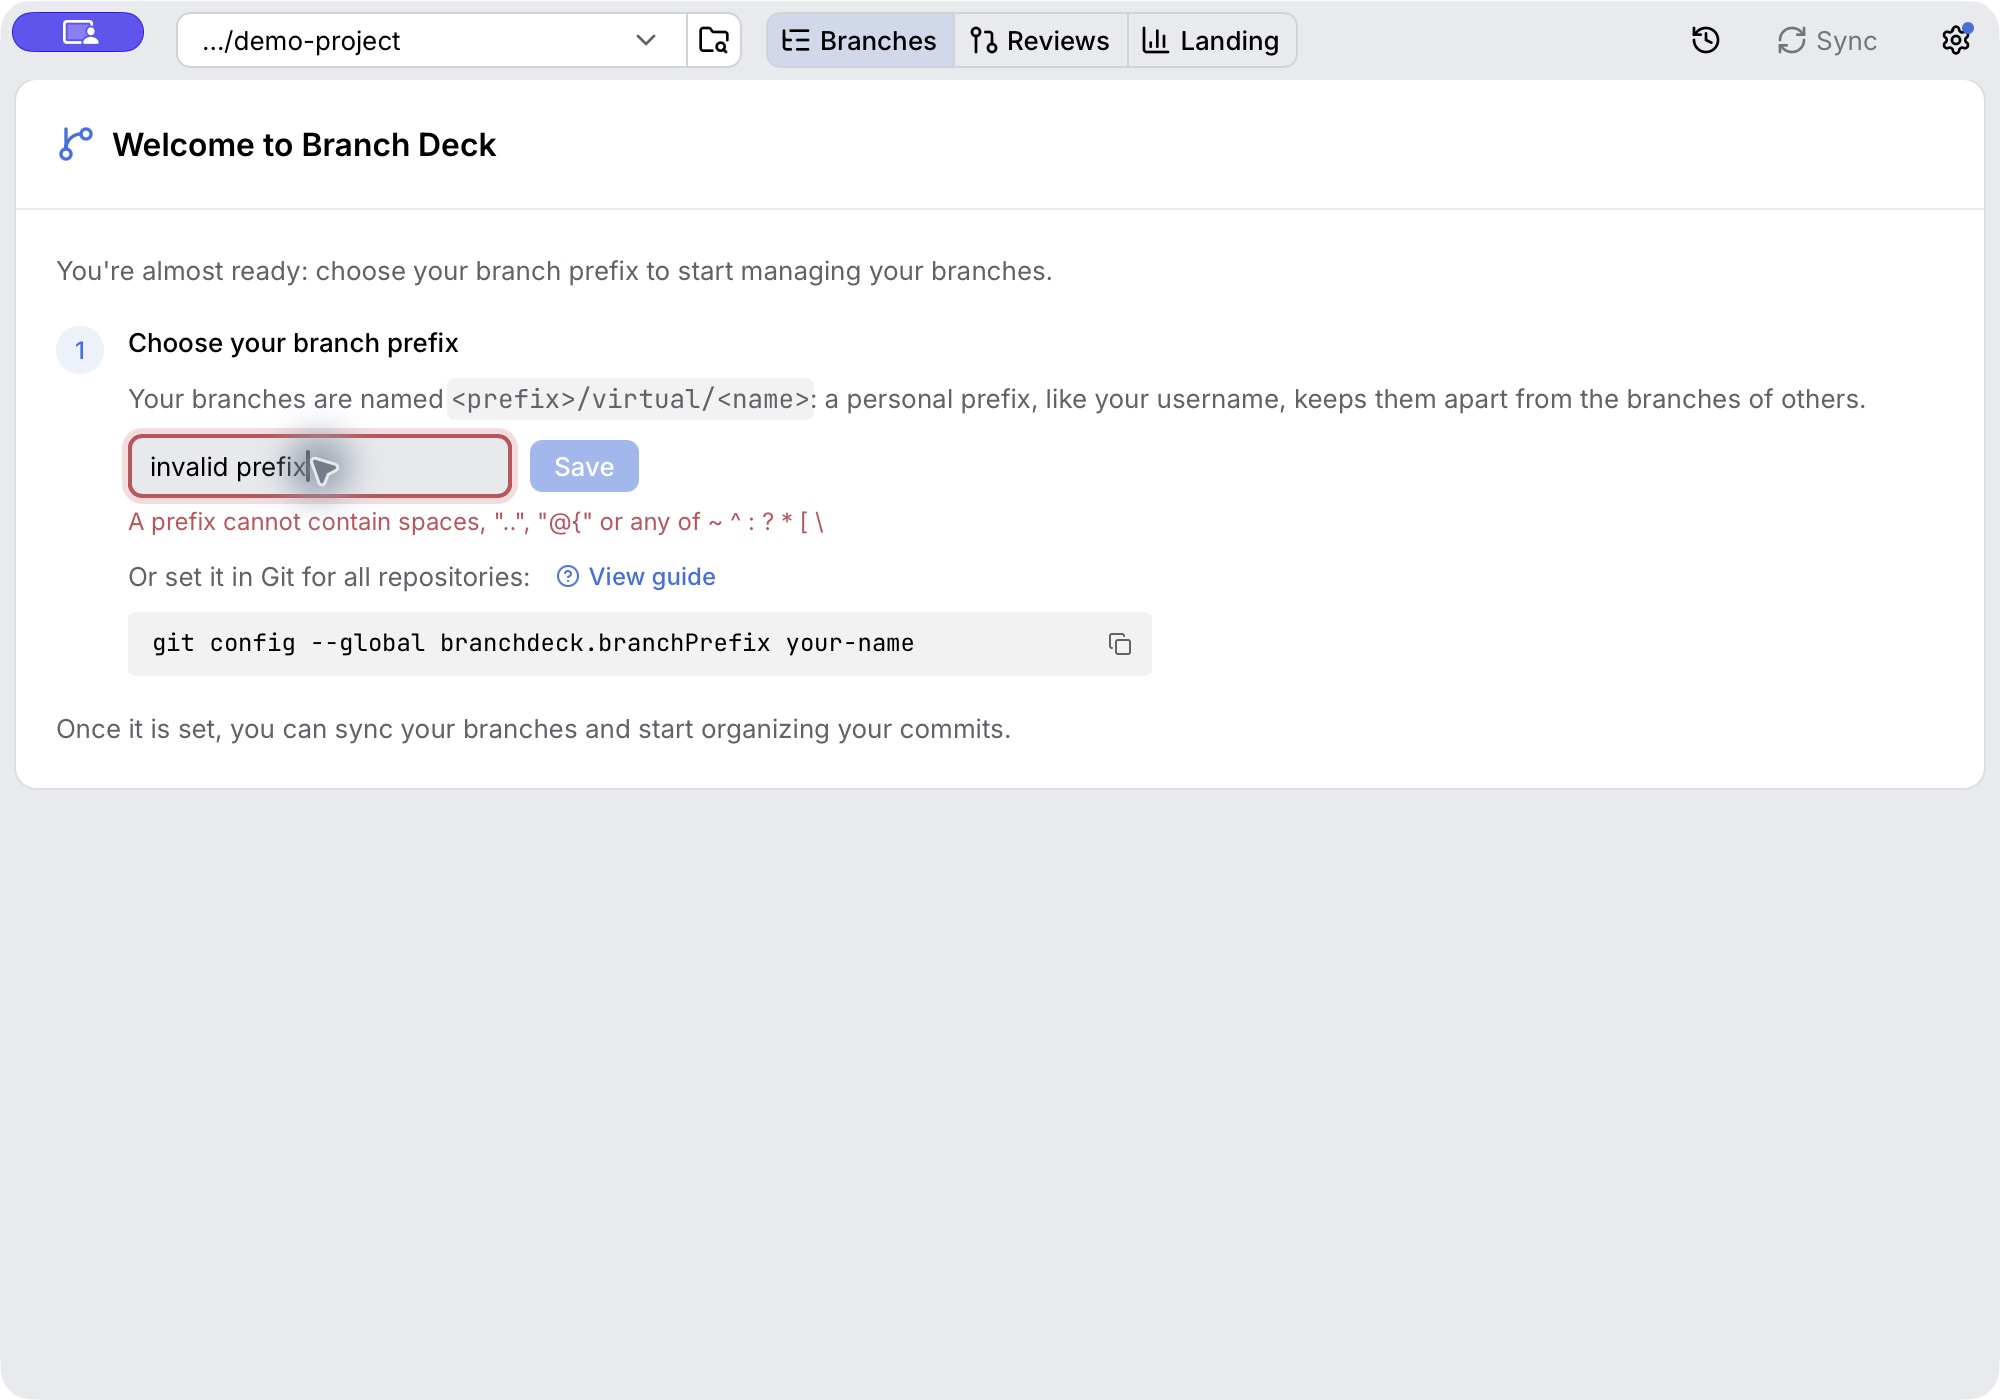 .../demo-project
Branches
Reviews
Landing
Sync
Welcome to Branch Deck
You're almost ready: choose your branch prefix to start managing your branches.
1
Choose your branch prefix
Your branches are named <prefix>/virtual/<name>: a personal prefix, like your username, keeps them apart from the branches of others.
invalid prefix
Save
A prefix cannot contain spaces, "..", "@{" or any of ~ ^ : ? * [ \
Or set it in Git for all repositories:
View guide
git config --global branchdeck.branchPrefix your-name
Once it is set, you can sync your branches and start organizing your commits.